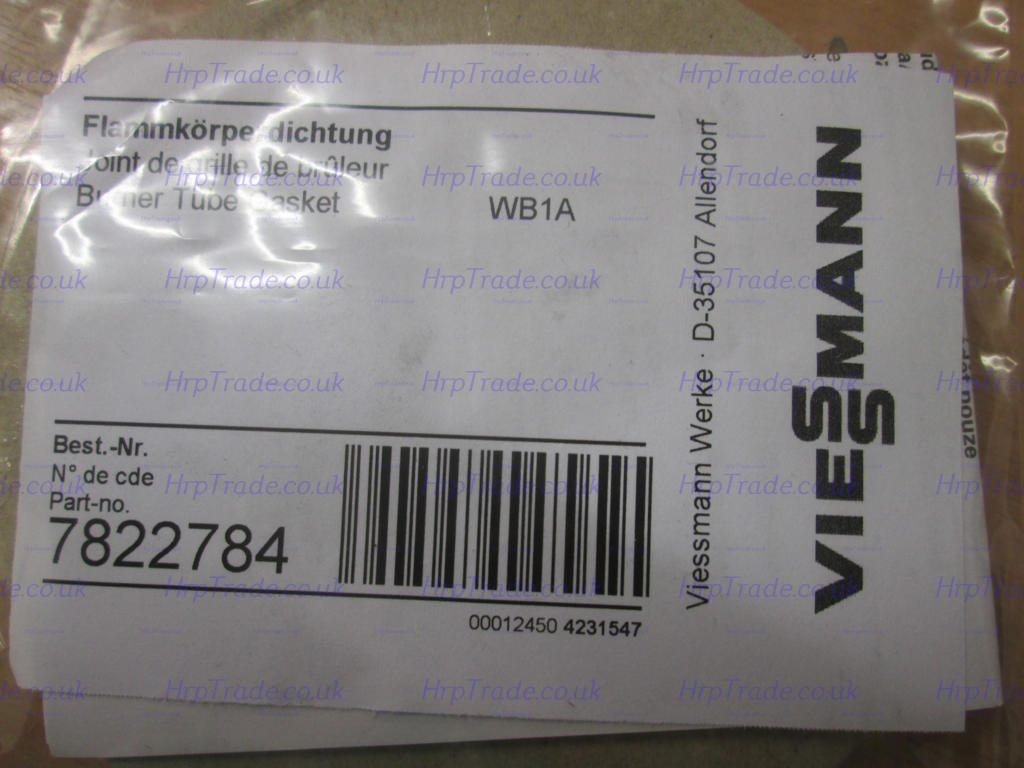 Flammkörperdichtung
Joint de grille de brûleur
Burner Tube Gasket
WB1A
Best.-Nr.
N° de cde
Part-no.
7822784
00012450 4231547
Viessmann Werke · D-35107 Allendorf
VIESSMANN
HrpTrade.co.uk